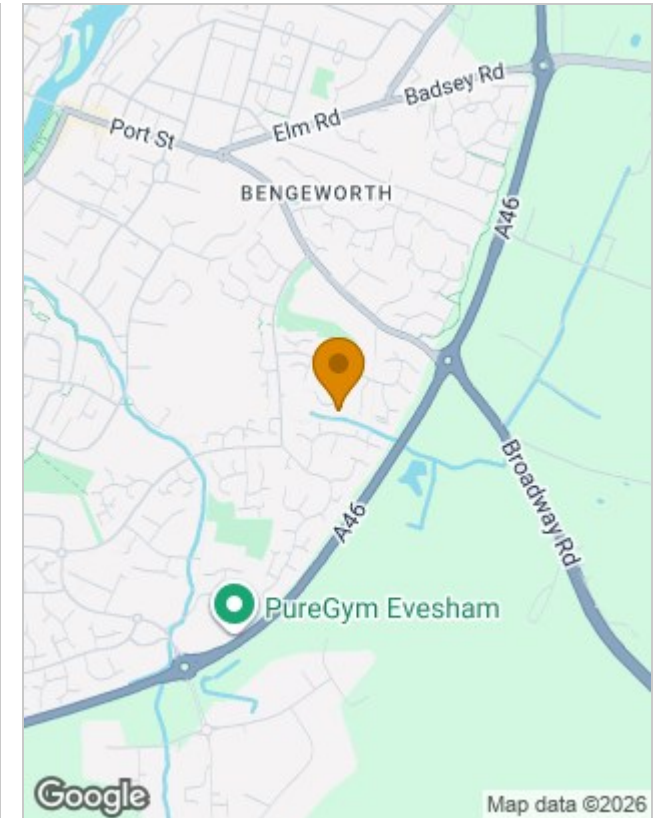 Badsey Rd
Elm Rd
Port St
BENGEWORTH
A46
Broadway Rd
A46
PureGym Evesham
Google
Map data ©2026